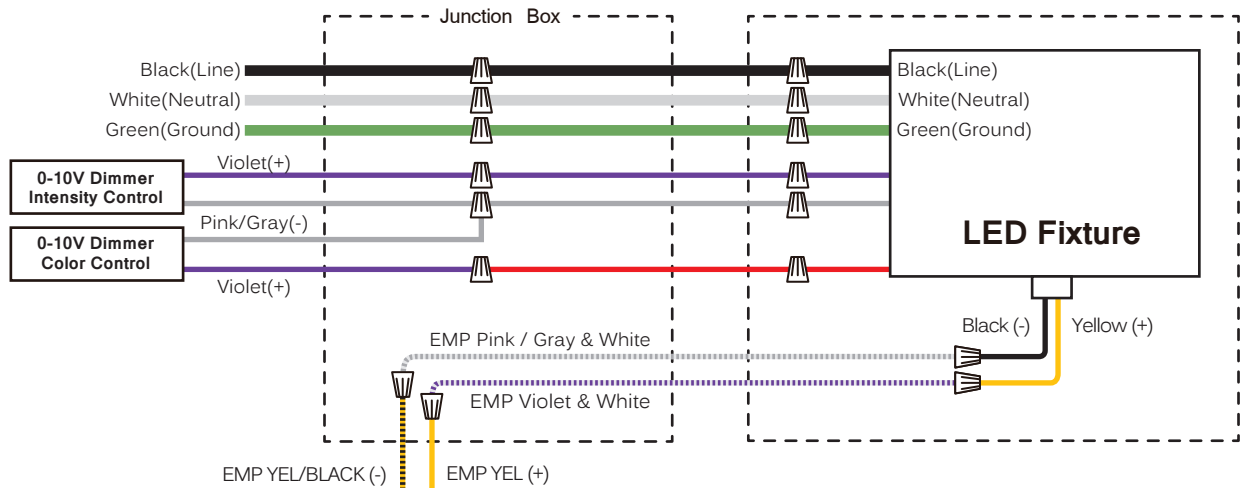 Junction Box
Black(Line)
Black(Line)
White(Neutral)
White(Neutral)
Green(Ground)
Green(Ground)
Violet(+)
0-10V Dimmer
Intensity Control
Pink/Gray(-)
0-10V Dimmer
Color Control
LED Fixture
Violet(+)
Black (-)
Yellow (+)
EMP Pink / Gray & White
EMP Violet & White
EMP YEL/BLACK (-)
EMP YEL (+)